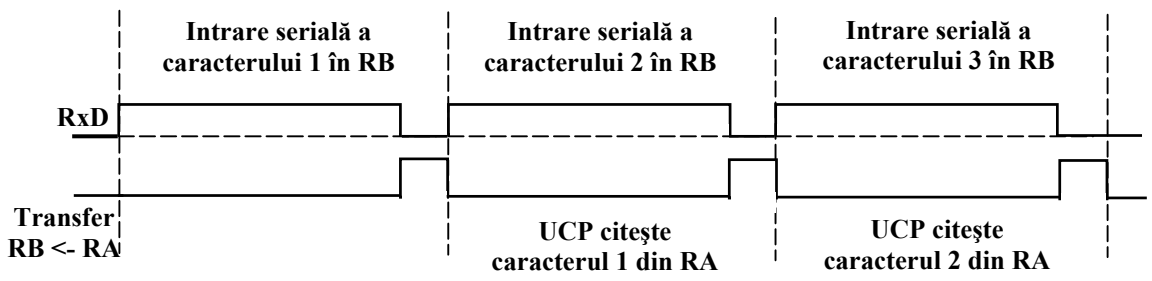 Intrare serială a
caracterului 1 în RB
Intrare serială a
caracterului 2 în RB
Intrare serială a
caracterului 3 în RB
RxD
Transfer
RB <- RA
UCP citeşte
caracterul 1 din RA
UCP citeşte
caracterul 2 din RA